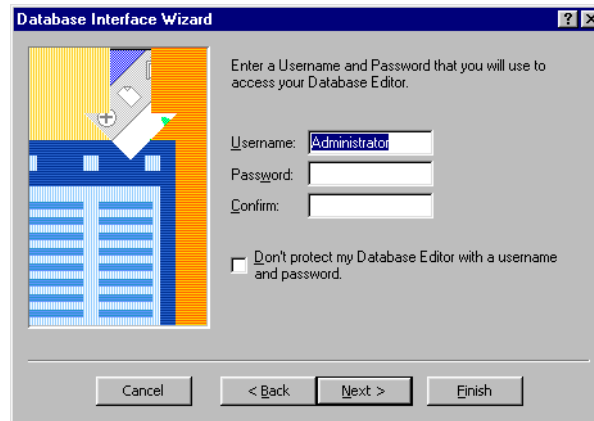 Database Interface Wizard
Enter a Username and Password that you will use to
access your Database Editor.
Username: Administrator
Password:
Confirm:
Don't protect my Database Editor with a username
and password.
Cancel < Back Next > Finish